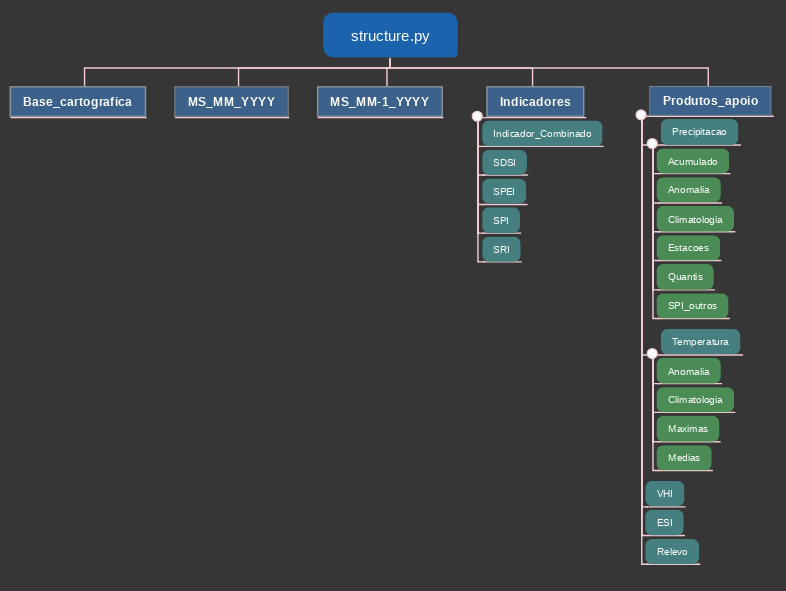 structure.py
Base_cartografica
MS_MM_YYYY
MS_MM-1_YYYY
Indicadores
Indicador_Combinado
SDSI
SPEI
SPI
SRI
Produtos_apoio
Precipitacao
Acumulado
Anomalia
Climatologia
Estacoes
Quantis
SPI_outros
Temperatura
Anomalia
Climatologia
Maximas
Medias
VHI
ESI
Relevo